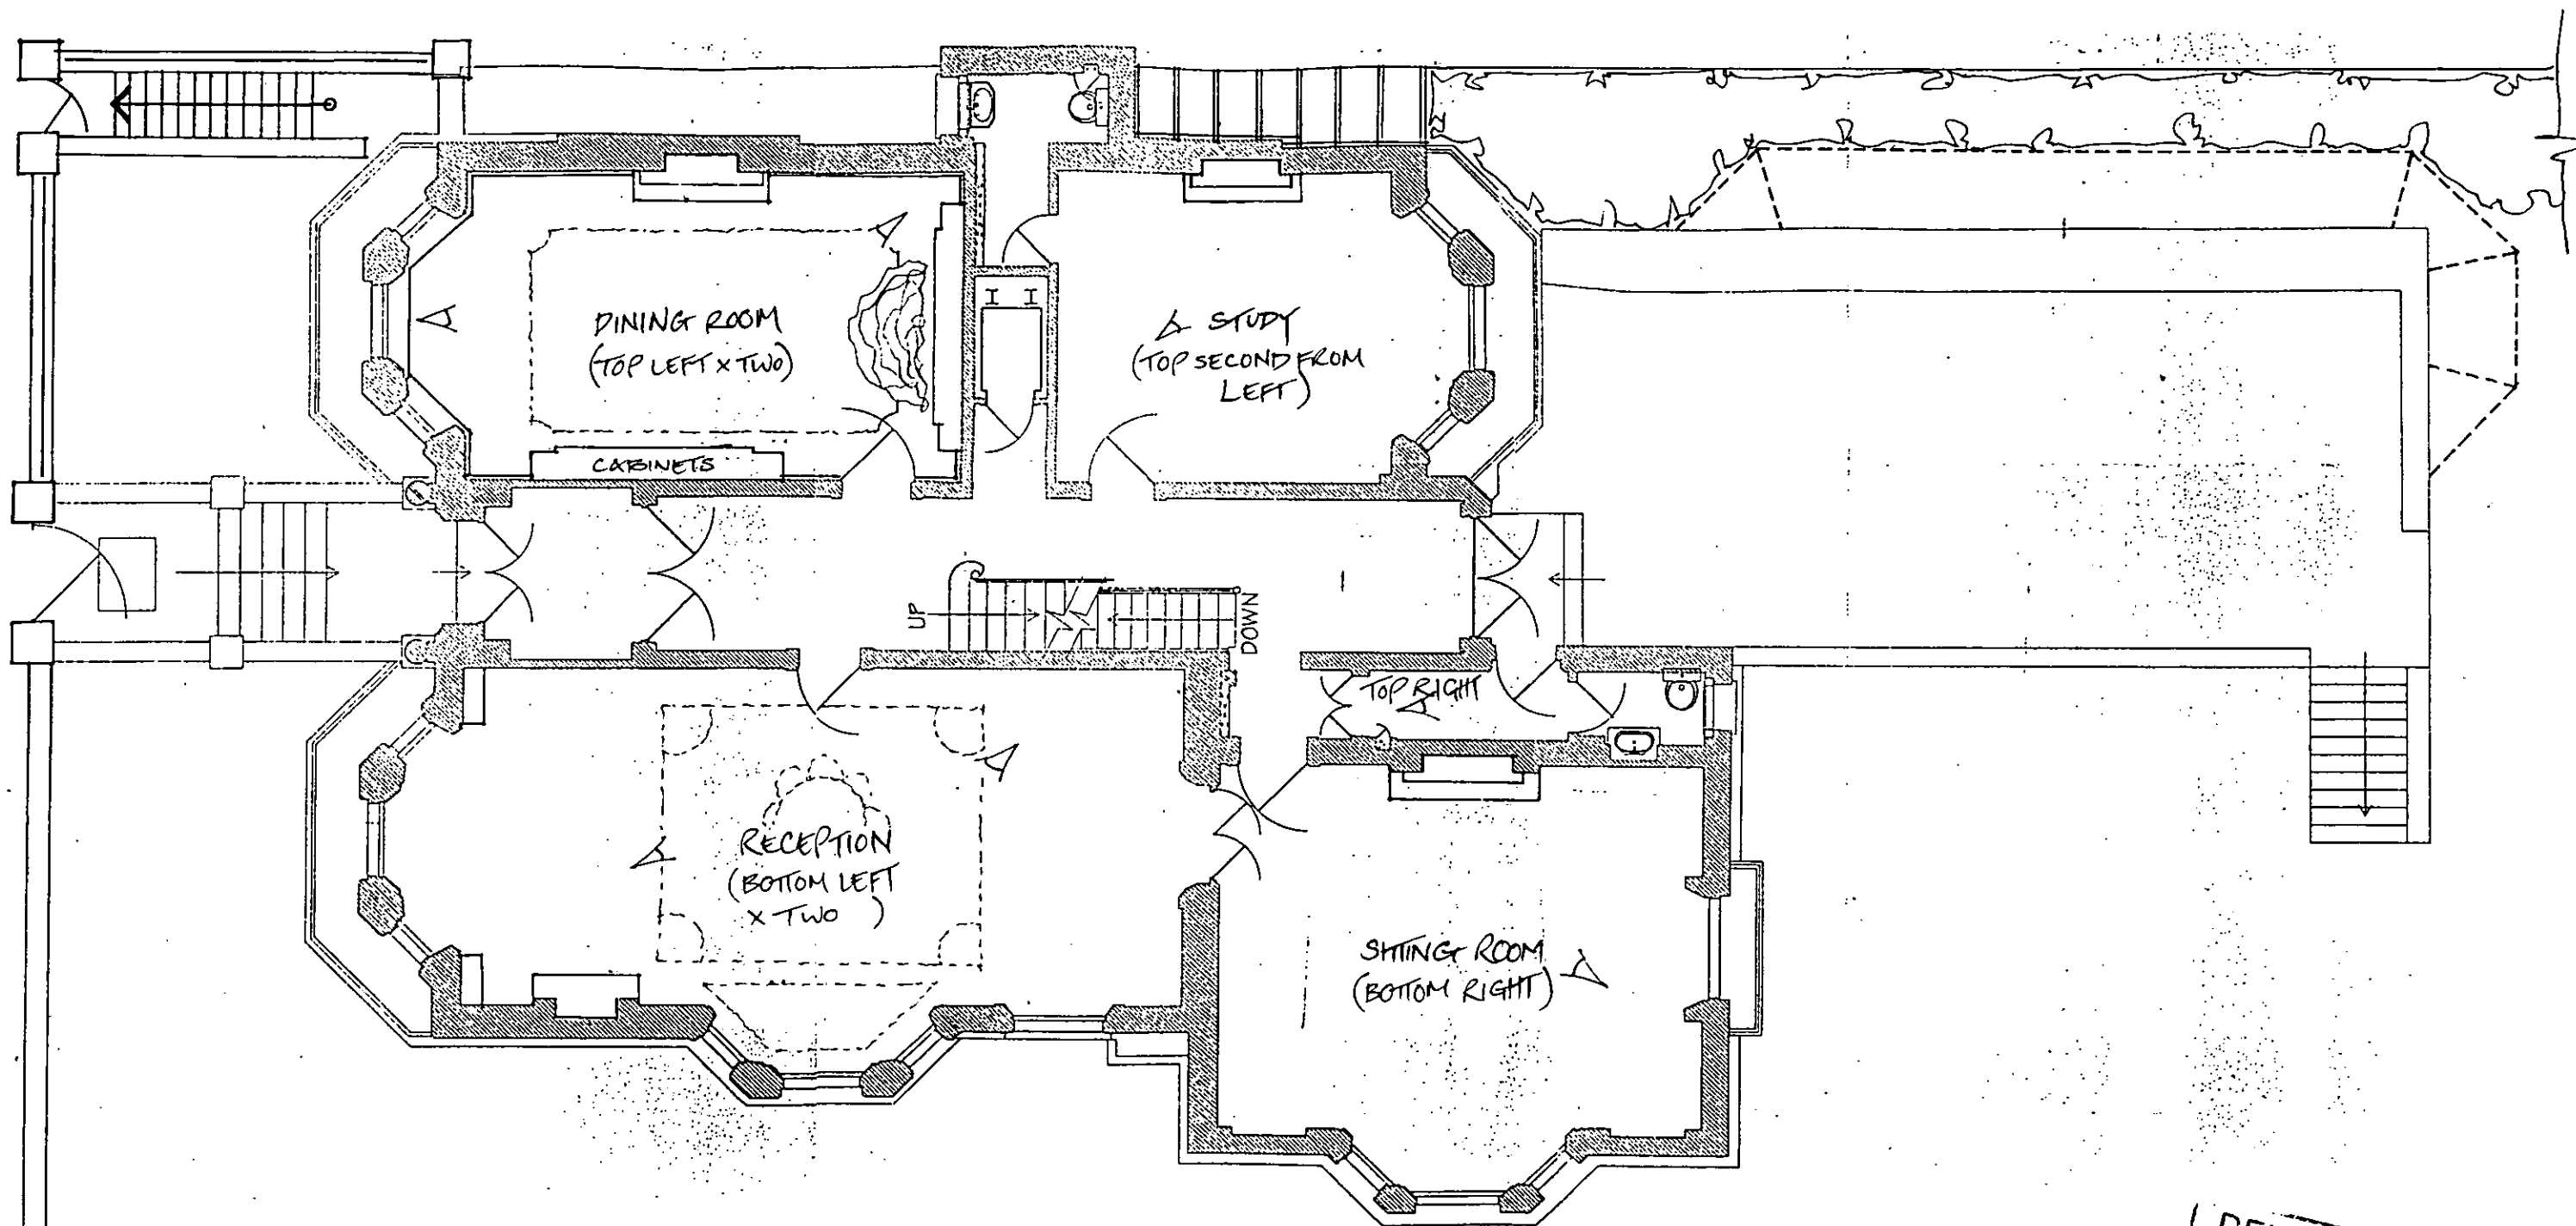 DINING ROOM
(TOP LEFT x TWO)
CABINETS
I I
STUDY
(TOP SECOND FROM
LEFT)
UP
DOWN
TOP RIGHT
RECEPTION
(BOTTOM LEFT
x TWO )
SITTING ROOM
(BOTTOM RIGHT)